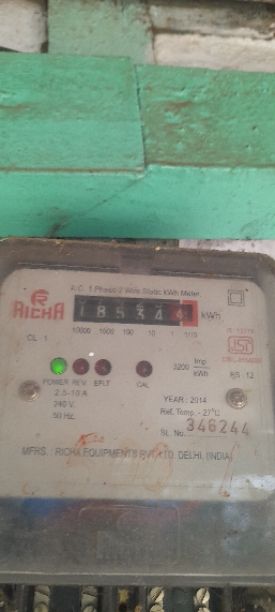 A.C. 1 Phase 2 Wire Static kWh Meter,
RICHA
185344 kWh
10000 1000 100 10 1 1/10
CL. 1
3200 Imp/kWh
POWER REV. EPLT CAL
2.5-10 A
240 V.
50 Hz.
YEAR : 2014
Ref. Temp. - 27°C
SL. No. 346244
MFRS. : RICHA EQUIPMENTS PVT. LTD. DELHI. (INDIA)